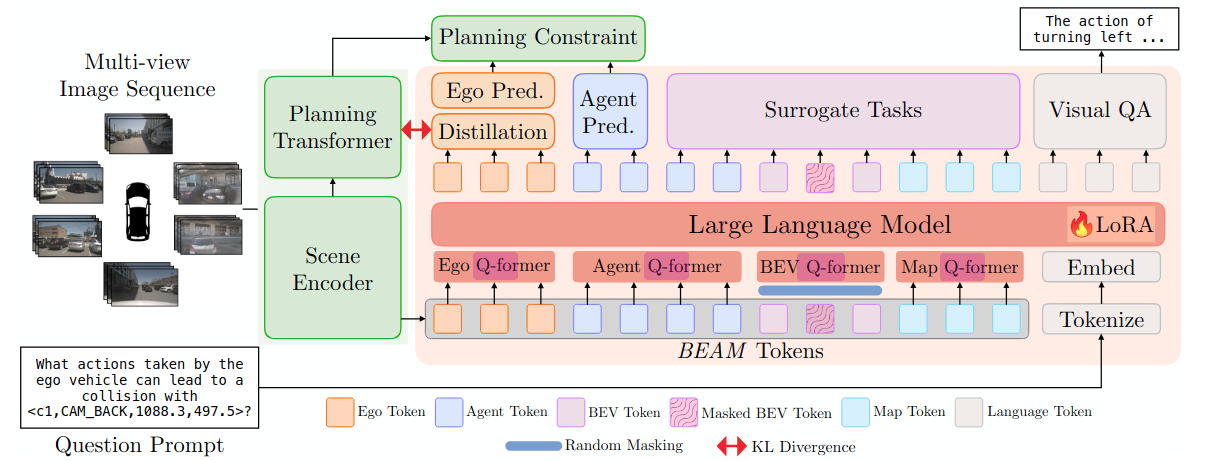 Multi-view
Image Sequence
Planning
Transformer
Scene
Encoder
Planning Constraint
Ego Pred.
Distillation
Agent
Pred.
Surrogate Tasks
Visual QA
The action of
turning left ...
Large Language Model
LoRA
Ego Q-former
Agent Q-former
BEV Q-former
Map Q-former
Embed
Tokenize
BEAM Tokens
What actions taken by the
ego vehicle can lead to a
collision with
<c1,CAM_BACK,1088.3,497.5>?
Question Prompt
Ego Token
Agent Token
BEV Token
Masked BEV Token
Map Token
Language Token
Random Masking
KL Divergence